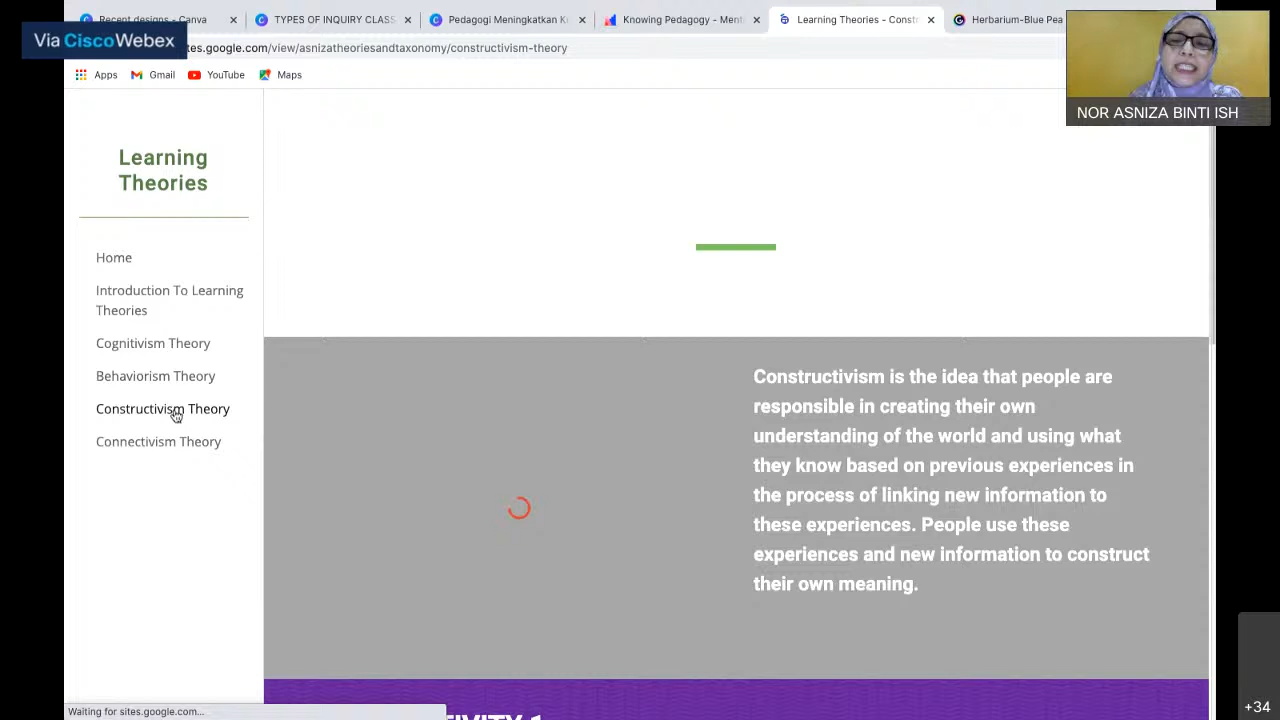 Recent designs - Canva
TYPES OF INQUIRY CLASS
Pedagogi Meningkatkan K
Knowing Pedagogy - Ment
Learning Theories - Const
Herbarium-Blue Pea
Via Cisco Webex
tes.google.com/view/asnizatheoriesandtaxonomy/constructivism-theory
Apps
Gmail
YouTube
Maps
NOR ASNIZA BINTI ISH
Learning
Theories
Home
Introduction To Learning
Theories
Cognitivism Theory
Behaviorism Theory
Constructivism Theory
Connectivism Theory
Constructivism is the idea that people are
responsible in creating their own
understanding of the world and using what
they know based on previous experiences in
the process of linking new information to
these experiences. People use these
experiences and new information to construct
their own meaning.
Waiting for sites.google.com...
+34